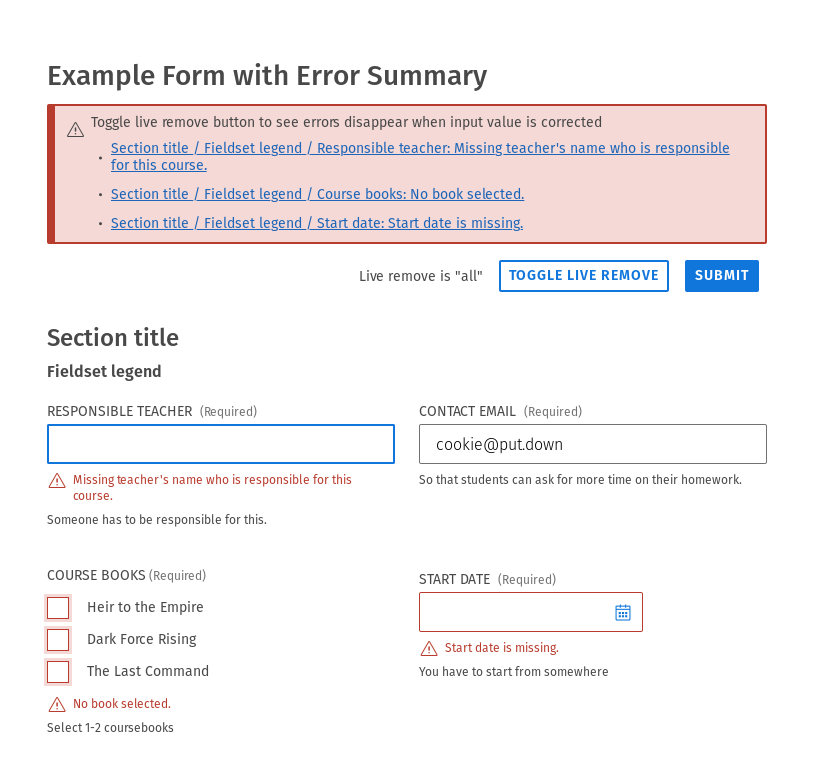 Example Form with Error Summary
Toggle live remove button to see errors disappear when input value is corrected
• Section title / Fieldset legend / Responsible teacher: Missing teacher's name who is responsible
for this course.
• Section title / Fieldset legend / Course books: No book selected.
• Section title / Fieldset legend / Start date: Start date is missing.
Live remove is "all" TOGGLE LIVE REMOVE SUBMIT
Section title
Fieldset legend
RESPONSIBLE TEACHER (Required)
Missing teacher's name who is responsible for this
course.
Someone has to be responsible for this.
CONTACT EMAIL (Required)
cookie@put.down
So that students can ask for more time on their homework.
COURSE BOOKS (Required)
Heir to the Empire
Dark Force Rising
The Last Command
No book selected.
Select 1-2 coursebooks
START DATE (Required)
Start date is missing.
You have to start from somewhere